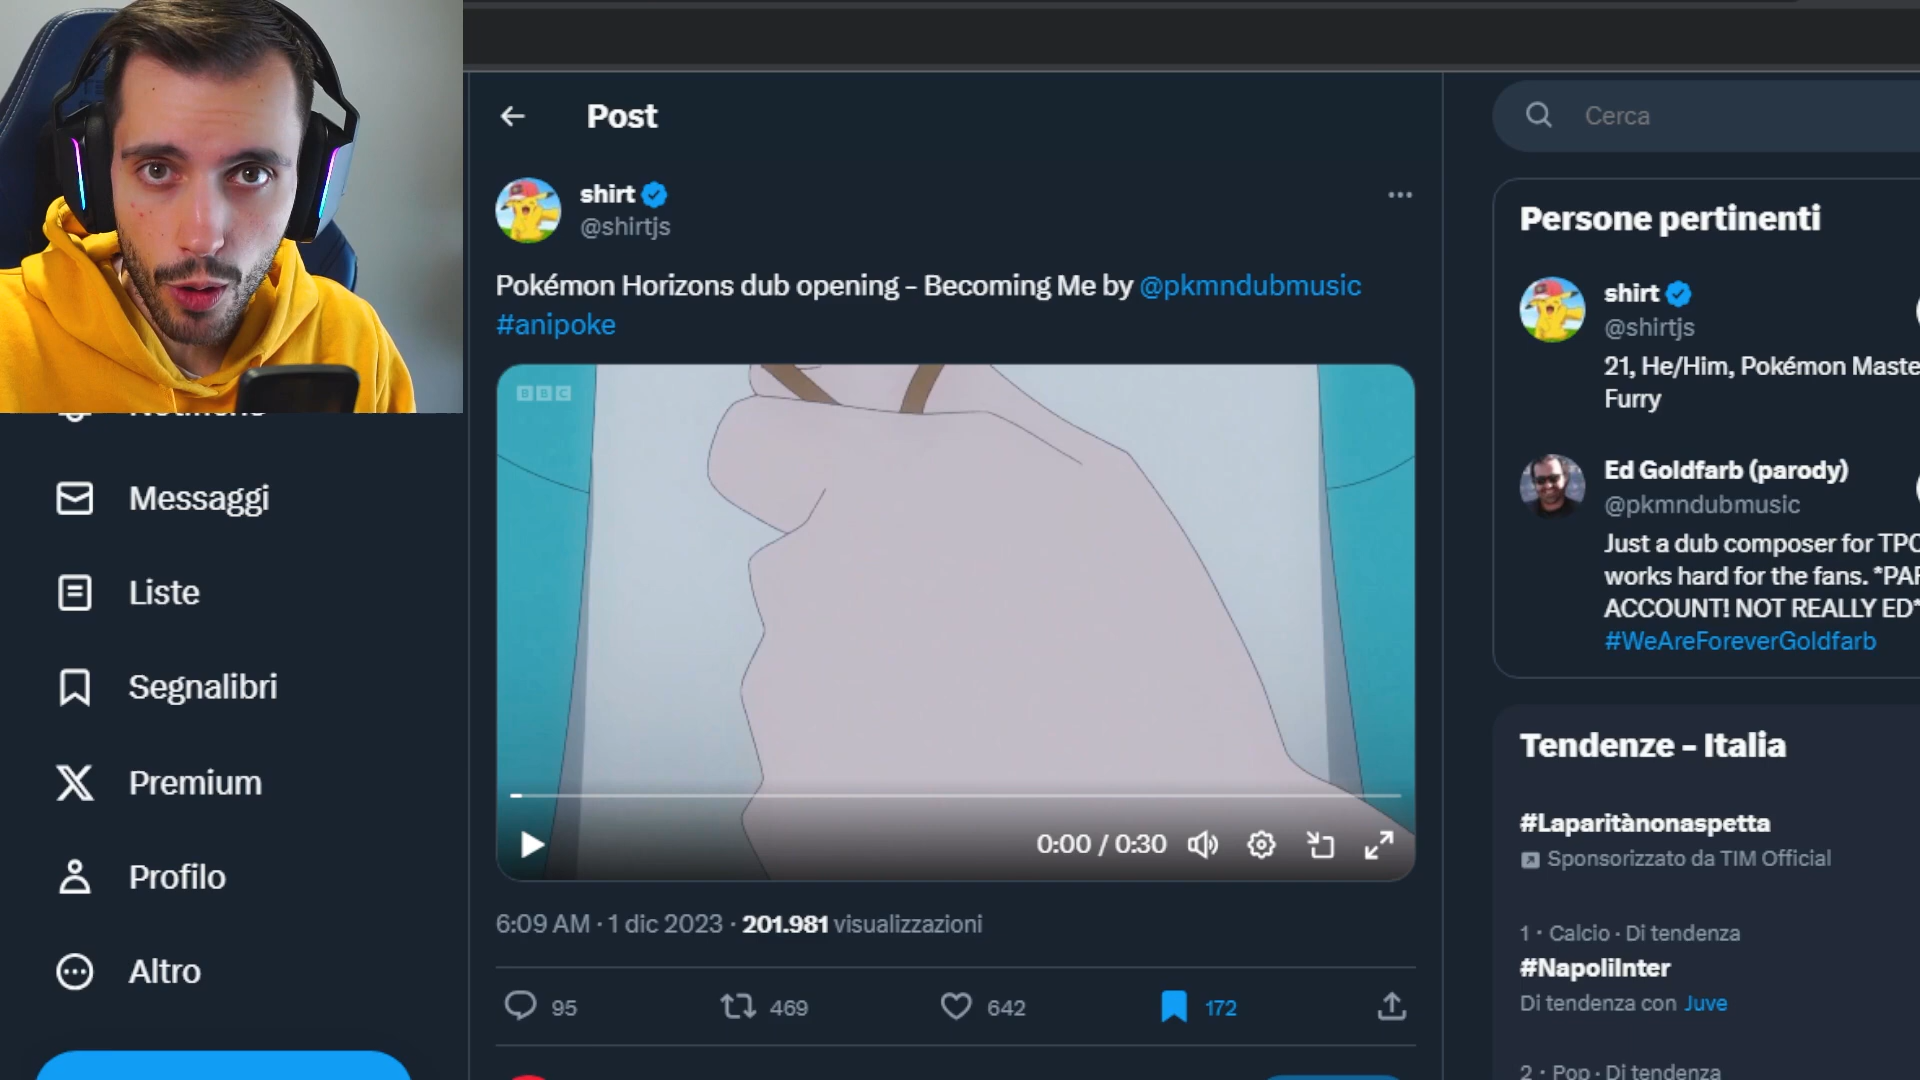 Post
Cerca
shirt
@shirtjs
Pokémon Horizons dub opening - Becoming Me by @pkmndubmusic
#anipoke
BBC
0:00 / 0:30
6:09 AM · 1 dic 2023 · 201.981 visualizzazioni
95
469
642
172
Messaggi
Liste
Segnalibri
Premium
Profilo
Altro
Persone pertinenti
shirt
@shirtjs
21, He/Him, Pokémon Maste
Furry
Ed Goldfarb (parody)
@pkmndubmusic
Just a dub composer for TPC
works hard for the fans. *PAR
ACCOUNT! NOT REALLY ED*
#WeAreForeverGoldfarb
Tendenze - Italia
#Laparitànonaspetta
Sponsorizzato da TIM Official
1 · Calcio · Di tendenza
#NapoliInter
Di tendenza con Juve
2 · Pop · Di tendenza